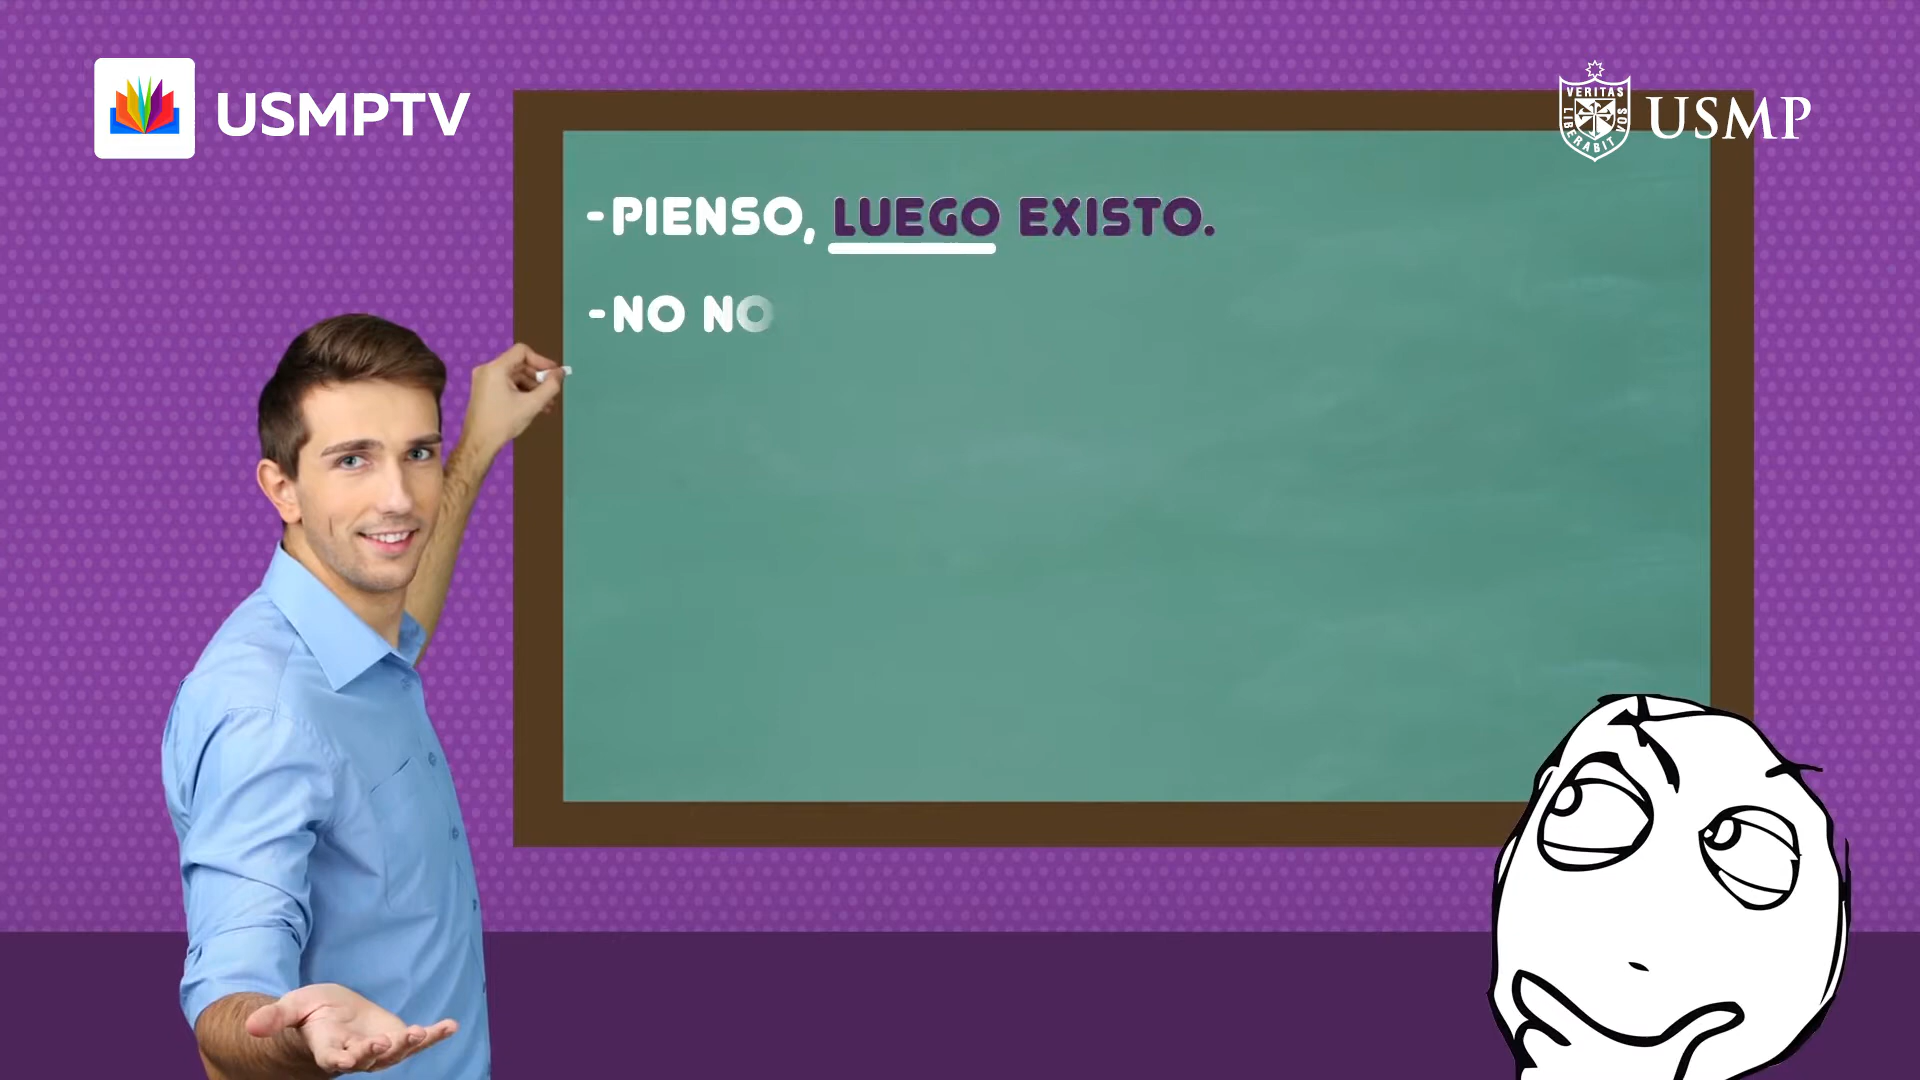 USMPTV
VERITAS
LIBERABIT VOS
USMP
-PIENSO, LUEGO EXISTO.
-NO NO